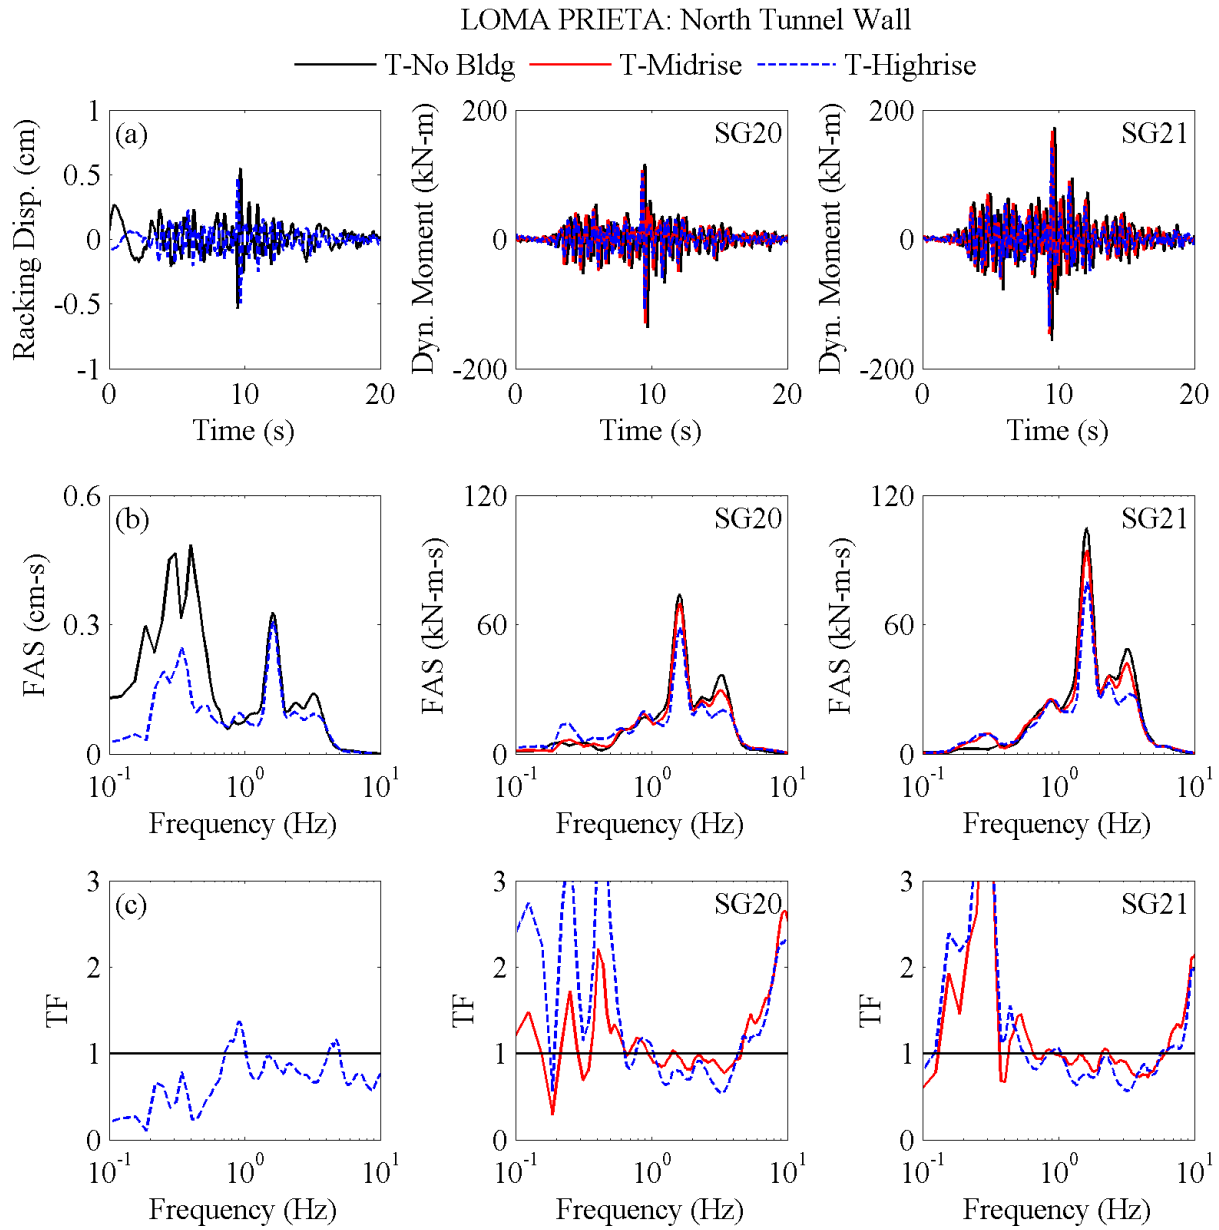 LOMA PRIETA: North Tunnel Wall
T-No Bldg T-Midrise T-Highrise
(a)
Racking Disp. (cm)
1
0.5
0
-0.5
-1
0 10 20
Time (s)
SG20
Dyn. Moment (kN-m)
200
0
-200
0 10 20
Time (s)
SG21
Dyn. Moment (kN-m)
200
0
-200
0 10 20
Time (s)
(b)
FAS (cm-s)
0.6
0.3
0
10-1 100 101
Frequency (Hz)
SG20
FAS (kN-m-s)
120
60
0
10-1 100 101
Frequency (Hz)
SG21
FAS (kN-m-s)
120
60
0
10-1 100 101
Frequency (Hz)
(c)
TF
3
2
1
0
10-1 100 101
Frequency (Hz)
SG20
TF
3
2
1
0
10-1 100 101
Frequency (Hz)
SG21
TF
3
2
1
0
10-1 100 101
Frequency (Hz)